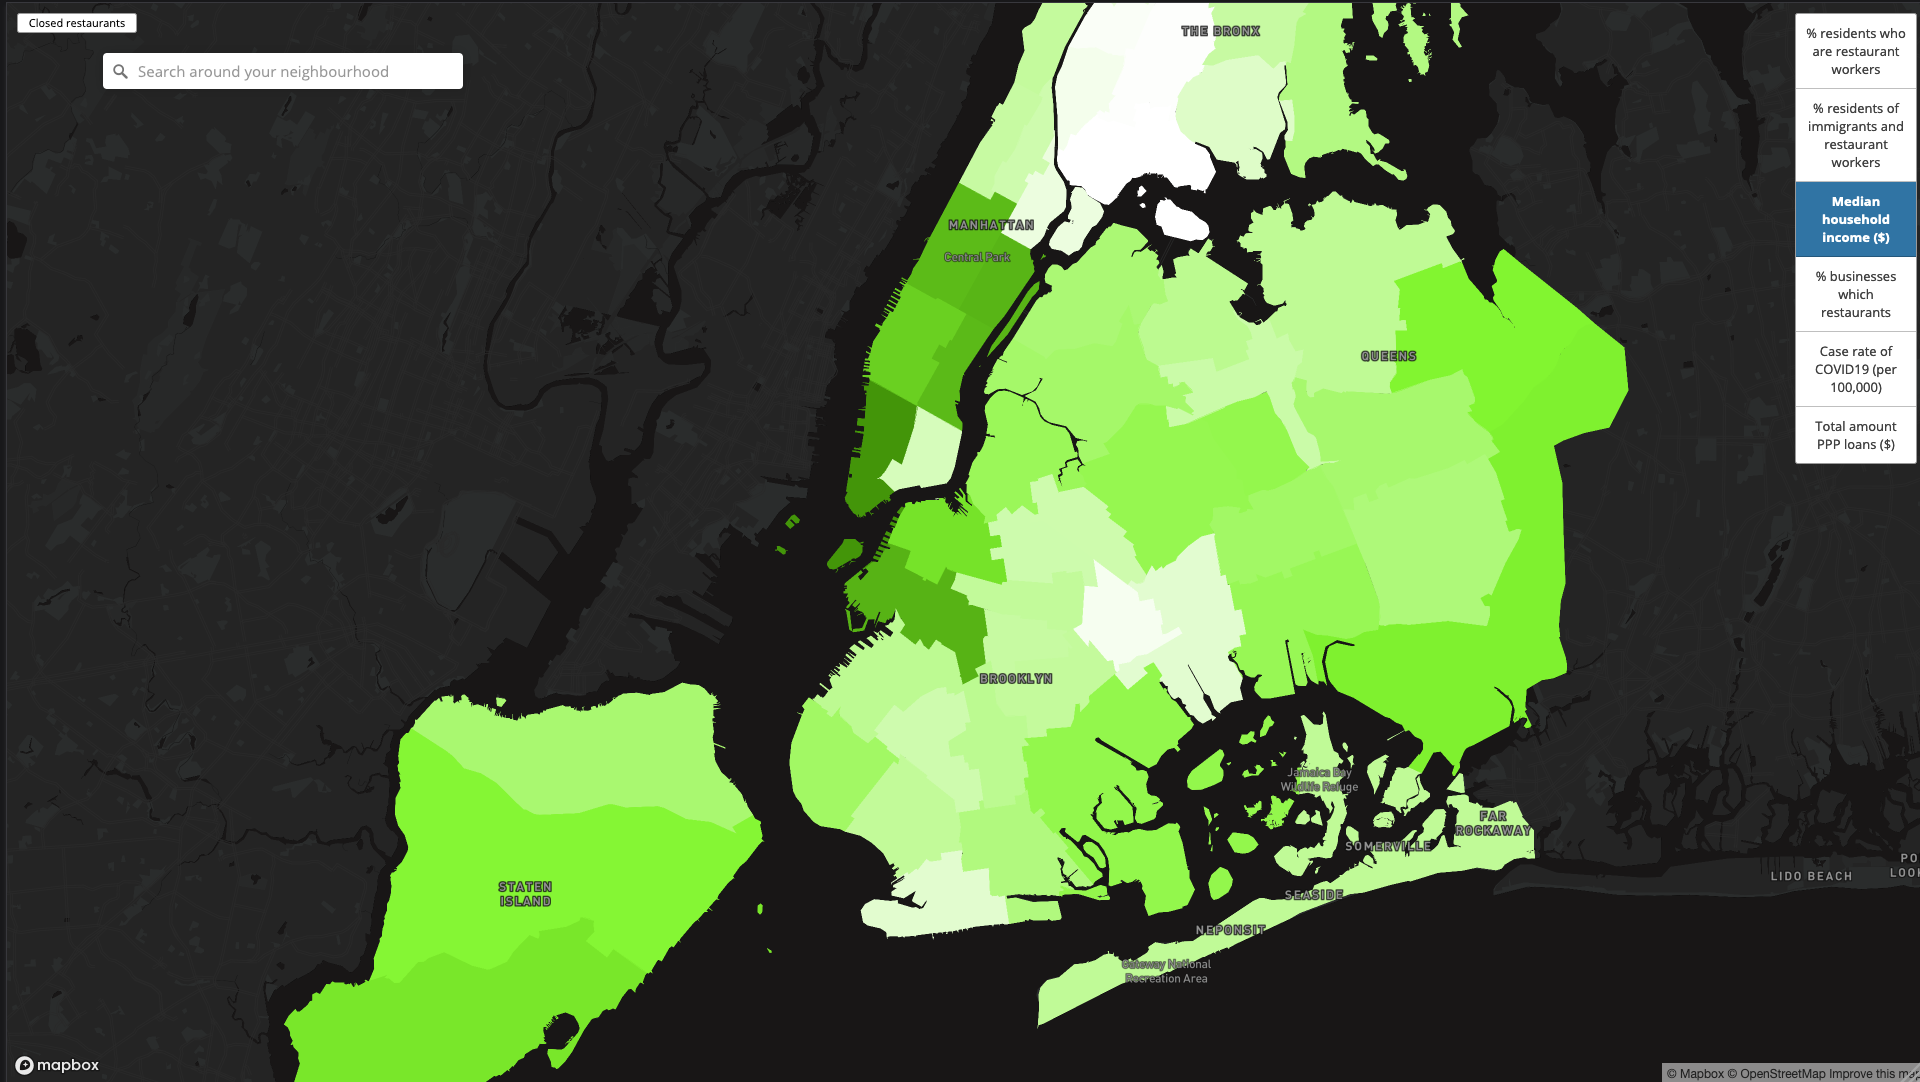 Closed restaurants
Search around your neighbourhood
THE BRONX
MANHATTAN
Central Park
QUEENS
BROOKLYN
STATEN
ISLAND
Jamaica Bay
Wildlife Refuge
FAR
ROCKAWAY
SOMERVILLE
SEASIDE
NEPONSIT
Gateway National
Recreation Area
LIDO BEACH
PO
LOOK
% residents who
are restaurant
workers
% residents of
immigrants and
restaurant
workers
Median
household
income ($)
% businesses
which
restaurants
Case rate of
COVID19 (per
100,000)
Total amount
PPP loans ($)
mapbox
© Mapbox © OpenStreetMap Improve this map